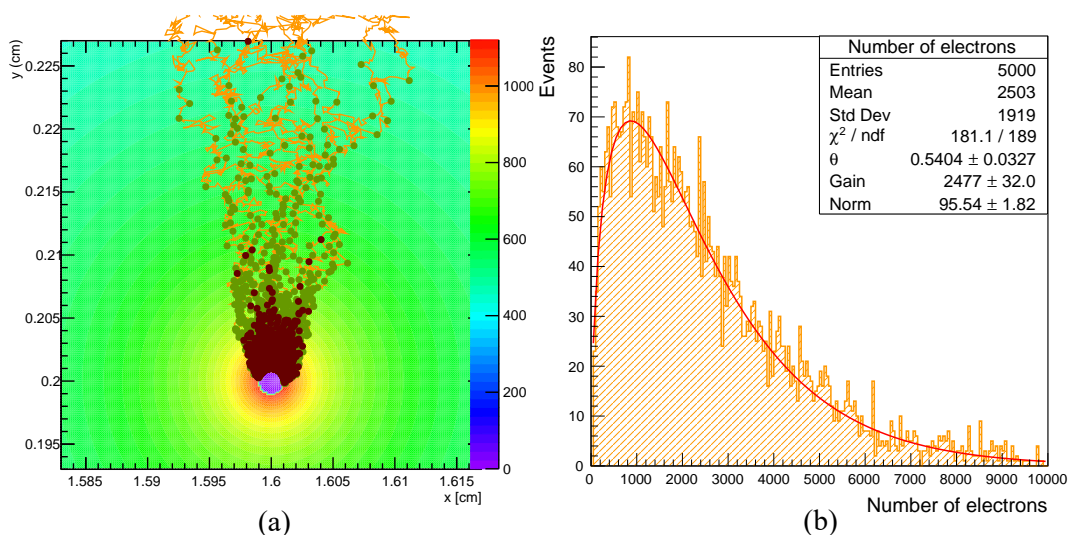 y (cm)
0.225
0.22
0.215
0.21
0.205
0.2
0.195
1.585
1.59
1.595
1.6
1.605
1.61
1.615
x [cm]
1000
800
600
400
200
0
(a)
Events
80
70
60
50
40
30
20
10
0
0
1000
2000
3000
4000
5000
6000
7000
8000
9000
10000
Number of electrons
Number of electrons
Entries 5000
Mean 2503
Std Dev 1919
χ² / ndf 181.1 / 189
θ 0.5404 ± 0.0327
Gain 2477 ± 32.0
Norm 95.54 ± 1.82
(b)